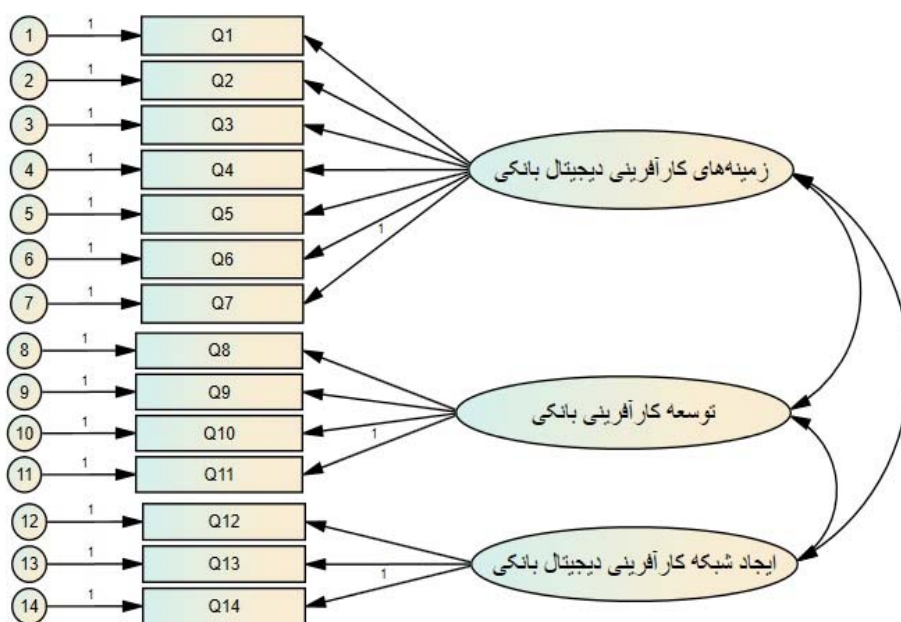 1 1 Q1
2 1 Q2
3 1 Q3
4 1 Q4
5 1 Q5
6 1 Q6
7 1 Q7
زمینه‌های کارآفرینی دیجیتال بانکی
1
8 1 Q8
9 1 Q9
10 1 Q10
11 1 Q11
توسعه کارآفرینی بانکی
1
12 1 Q12
13 1 Q13
14 1 Q14
ایجاد شبکه کارآفرینی دیجیتال بانکی
1